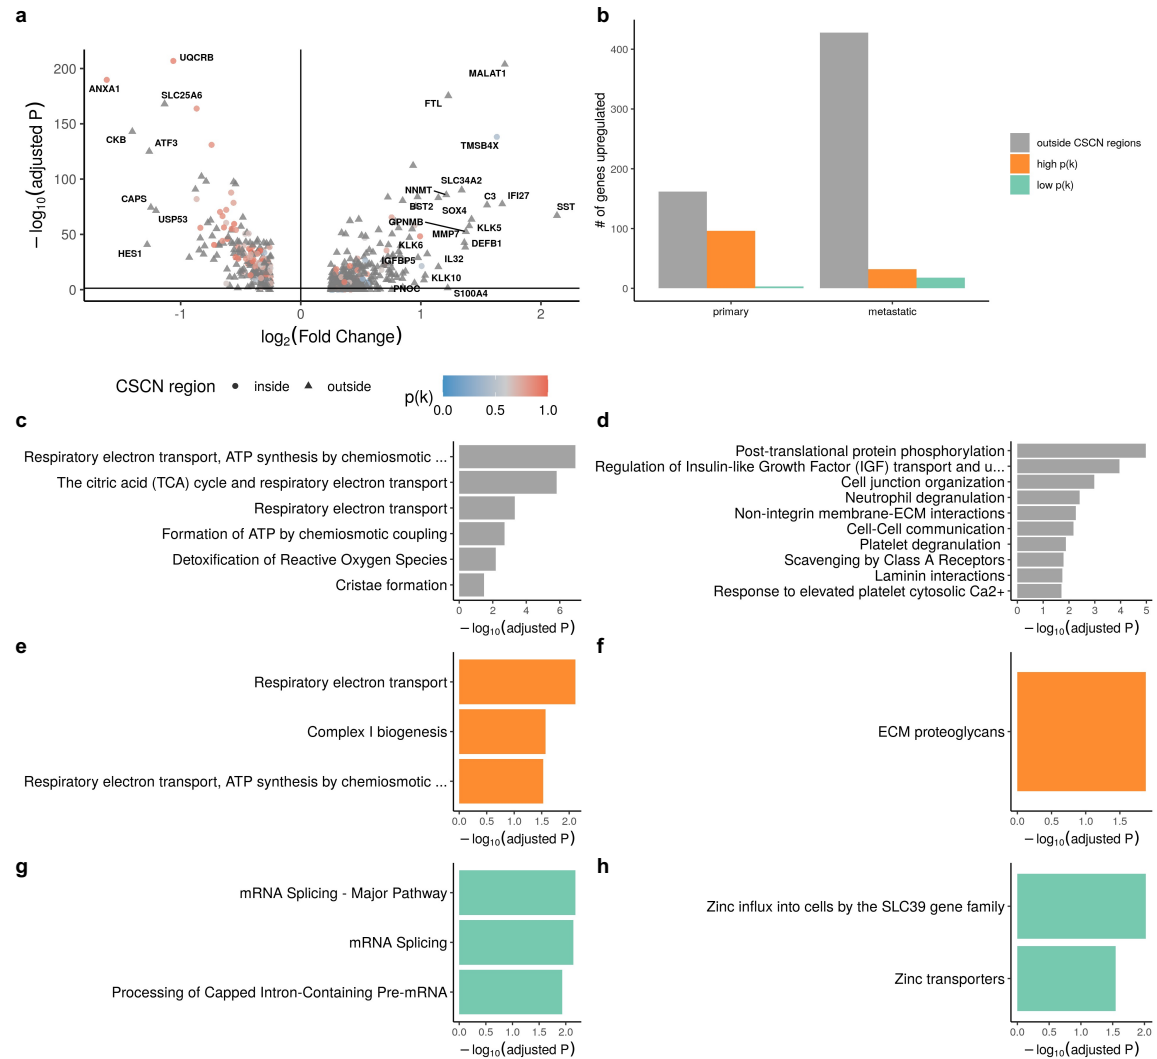 a
− log10(adjusted P)
200
150
100
50
0
UQCRB
ANXA1
SLC25A6
CKB
ATF3
CAPS
USP53
HES1
MALAT1
FTL
TMSB4X
SLC34A2
NNMT
C3
IFI27
BST2
SOX4
SST
GPNMB
KLK5
MMP7
KLK6
DEFB1
IGFBP5
IL32
KLK10
PNOC
S100A4
-1
0
1
2
log2(Fold Change)
CSCN region
inside
outside
p(k)
0.0
0.5
1.0
b
# of genes upregulated
400
300
200
100
0
primary
metastatic
outside CSCN regions
high p(k)
low p(k)
c
Respiratory electron transport, ATP synthesis by chemiosmotic ...
The citric acid (TCA) cycle and respiratory electron transport
Respiratory electron transport
Formation of ATP by chemiosmotic coupling
Detoxification of Reactive Oxygen Species
Cristae formation
0 2 4 6
− log10(adjusted P)
d
Post-translational protein phosphorylation
Regulation of Insulin-like Growth Factor (IGF) transport and u...
Cell junction organization
Neutrophil degranulation
Non-integrin membrane-ECM interactions
Cell-Cell communication
Platelet degranulation
Scavenging by Class A Receptors
Laminin interactions
Response to elevated platelet cytosolic Ca2+
0 1 2 3 4 5
− log10(adjusted P)
e
Respiratory electron transport
Complex I biogenesis
Respiratory electron transport, ATP synthesis by chemiosmotic ...
0.0 0.5 1.0 1.5 2.0
− log10(adjusted P)
f
ECM proteoglycans
0.0 0.5 1.0 1.5
− log10(adjusted P)
g
mRNA Splicing - Major Pathway
mRNA Splicing
Processing of Capped Intron-Containing Pre-mRNA
0.0 0.5 1.0 1.5 2.0
− log10(adjusted P)
h
Zinc influx into cells by the SLC39 gene family
Zinc transporters
0.0 0.5 1.0 1.5 2.0
− log10(adjusted P)